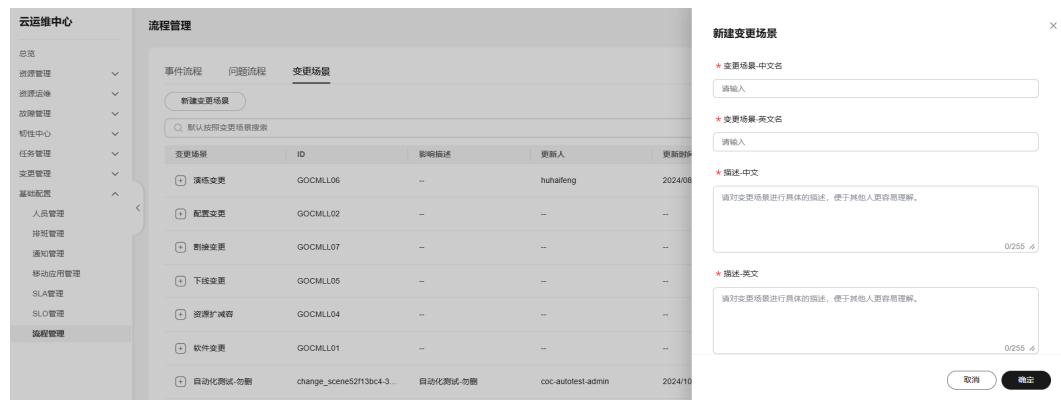 云运维中心
总览
资源管理
资源运维
故障管理
韧性中心
任务管理
变更管理
基础配置
人员管理
排班管理
通知管理
移动应用管理
SLA管理
SLO管理
流程管理
流程管理
事件流程 问题流程 变更场景
新建变更场景
默认按照变更场景搜索
变更场景 ID 影响描述 更新人 更新时间
演练变更 GOCMLL06 -- huhaifeng 2024/08
配置变更 GOCMLL02 -- -- --
割接变更 GOCMLL07 -- -- --
下线变更 GOCMLL05 -- -- --
资源扩减容 GOCMLL04 -- -- --
软件变更 GOCMLL01 -- -- --
自动化测试-勿删 change_scene52f13bc4-3... 自动化测试-勿删 coc-autotest-admin 2024/10
新建变更场景
* 变更场景-中文名
请输入
* 变更场景-英文名
请输入
* 描述-中文
请对变更场景进行具体的描述，便于其他人更容易理解。
0/255
* 描述-英文
请对变更场景进行具体的描述，便于其他人更容易理解。
0/255
取消 确定